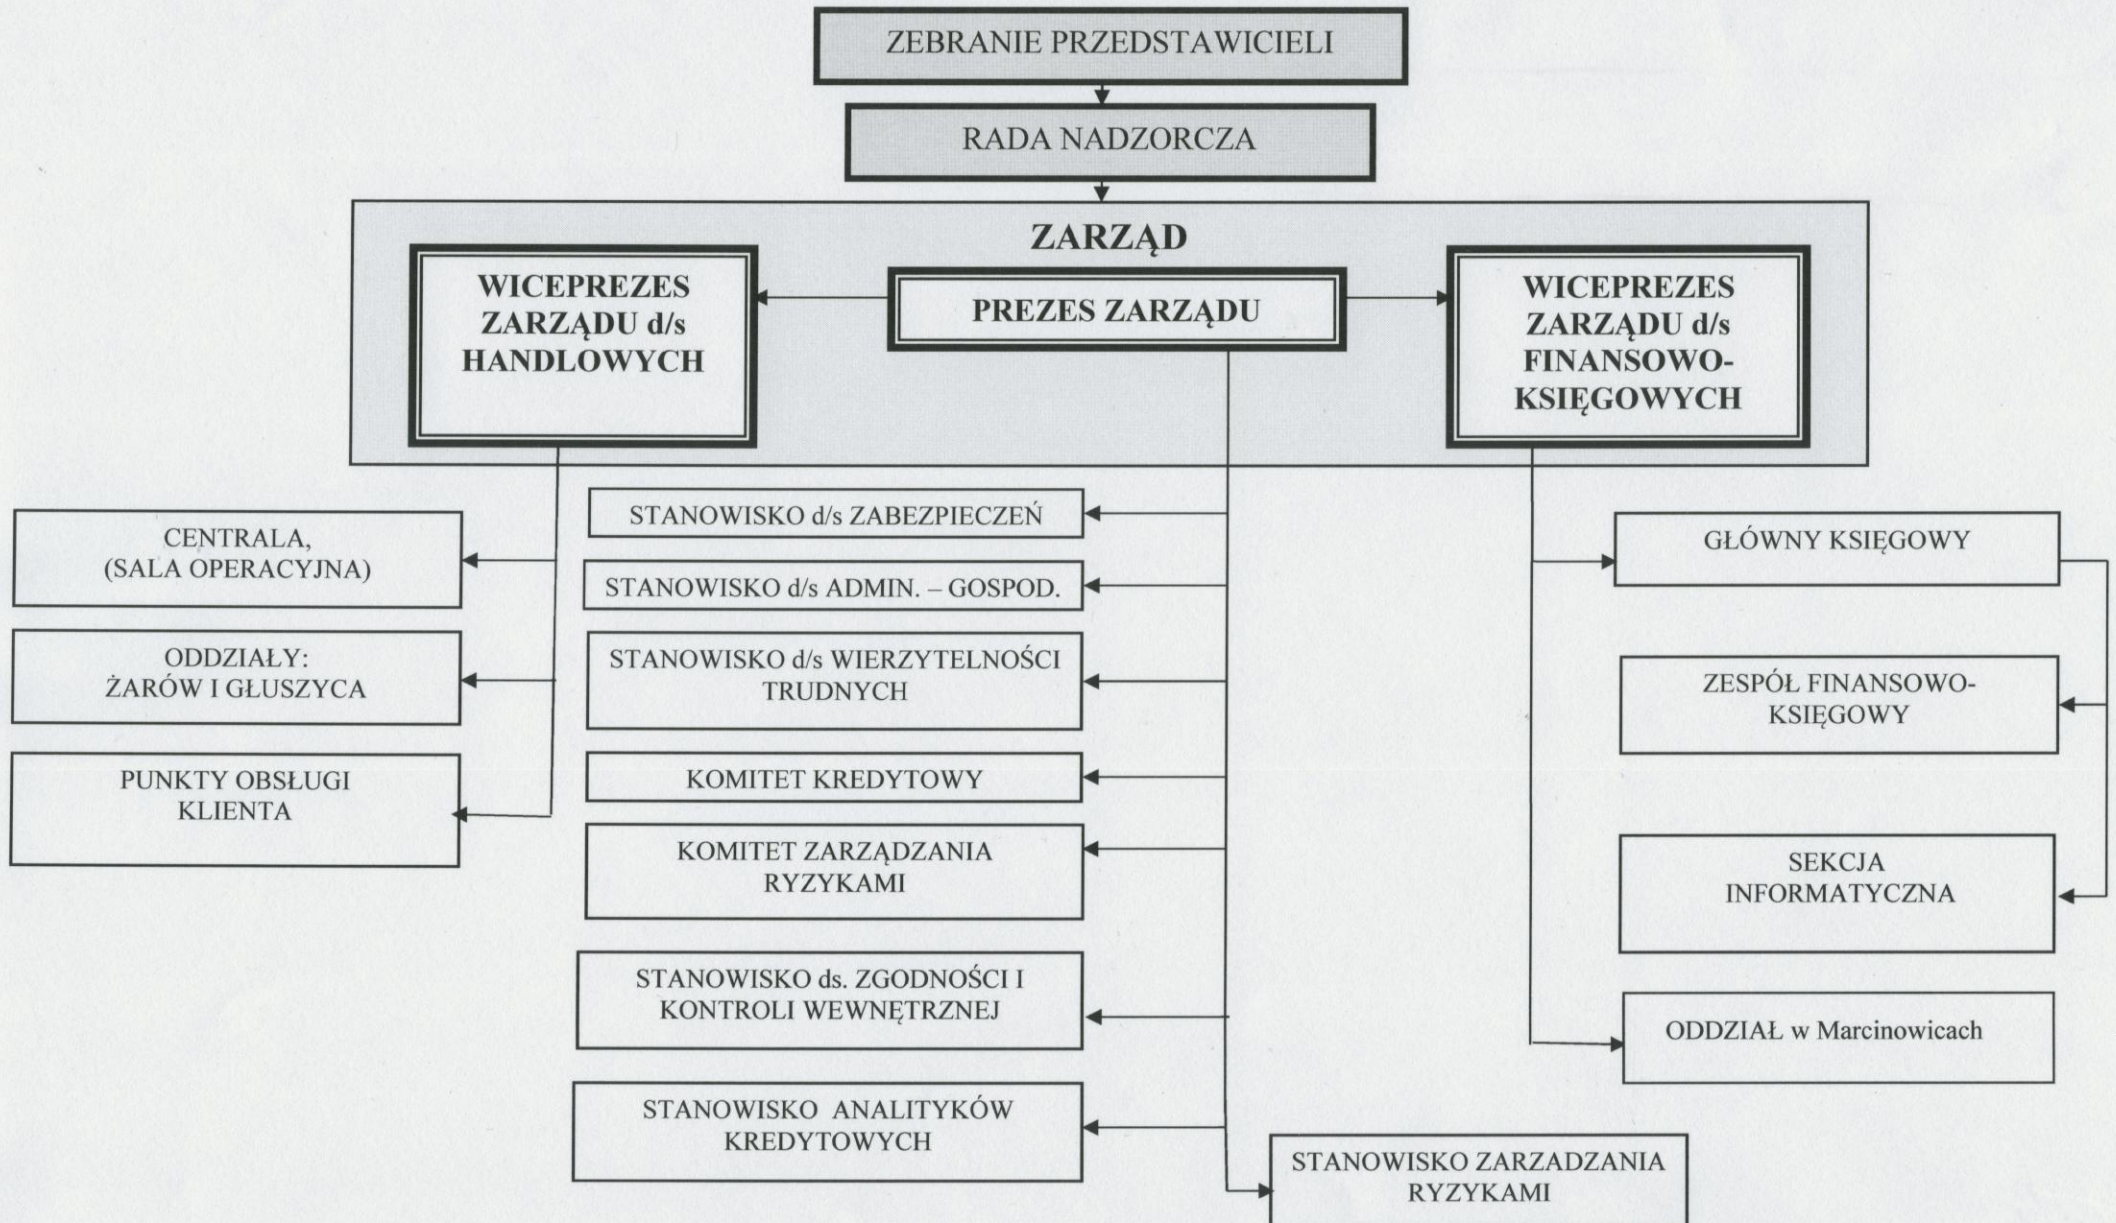 ZEBRANIE PRZEDSTAWICIELI
RADA NADZORCZA
ZARZĄD
WICEPREZES
ZARZĄDU d/s
HANDLOWYCH
PREZES ZARZĄDU
WICEPREZES
ZARZĄDU d/s
FINANSOWO-
KSIĘGOWYCH
CENTRALA,
(SALA OPERACYJNA)
ODDZIAŁY:
ŻARÓW I GŁUSZYCA
PUNKTY OBSŁUGI
KLIENTA
STANOWISKO d/s ZABEZPIECZEŃ
STANOWISKO d/s ADMIN. – GOSPOD.
STANOWISKO d/s WIERZYTELNOŚCI
TRUDNYCH
KOMITET KREDYTOWY
KOMITET ZARZĄDZANIA
RYZYKAMI
STANOWISKO ds. ZGODNOŚCI I
KONTROLI WEWNĘTRZNEJ
STANOWISKO ANALITYKÓW
KREDYTOWYCH
STANOWISKO ZARZADZANIA
RYZYKAMI
GŁÓWNY KSIĘGOWY
ZESPÓŁ FINANSOWO-
KSIĘGOWY
SEKCJA
INFORMATYCZNA
ODDZIAŁ w Marcinowicach